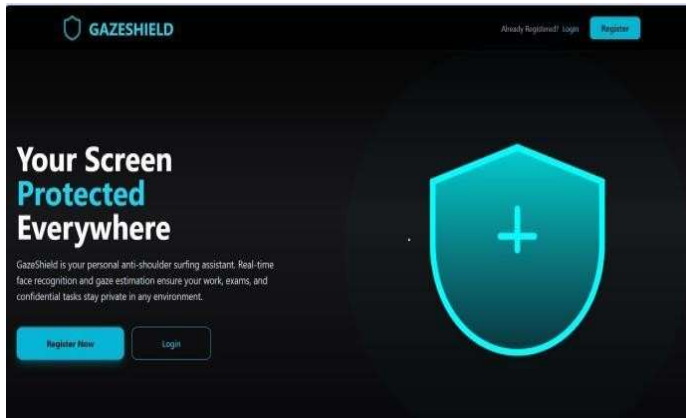 GAZESHIELD
Already Registered? Login
Register
Your Screen
Protected
Everywhere
GazeShield is your personal anti-shoulder surfing assistant. Real-time
face recognition and gaze estimation ensure your work, exams, and
confidential tasks stay private in any environment.
Register Now
Login